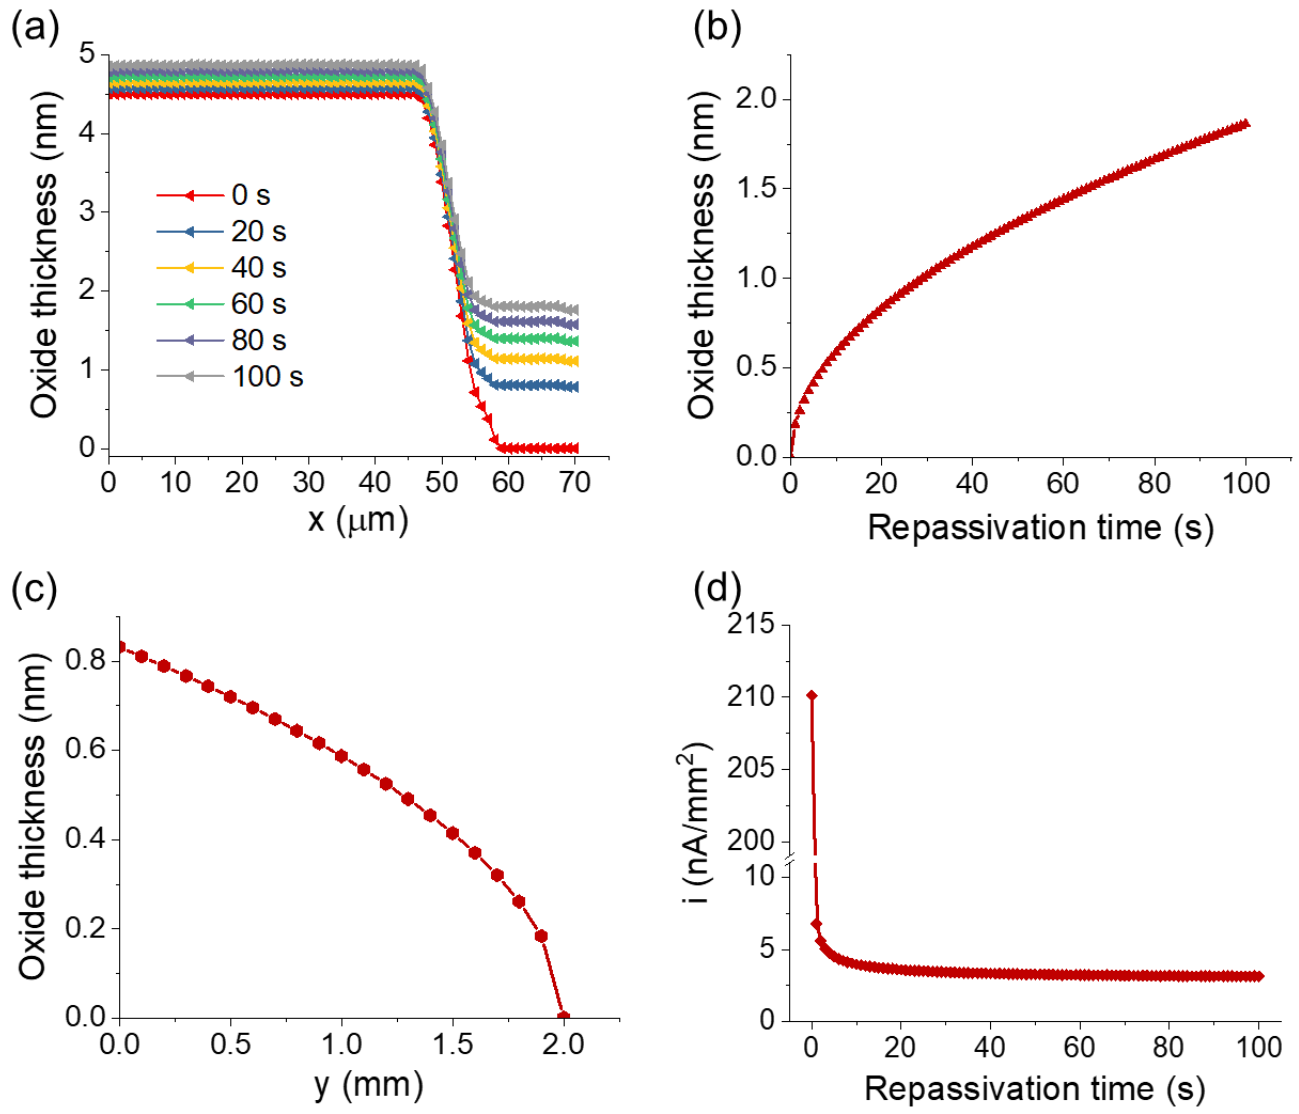 (a)
Oxide thickness (nm)
5
4
3
2
1
0
0 s
20 s
40 s
60 s
80 s
100 s
0 10 20 30 40 50 60 70
x (μm)
(b)
Oxide thickness (nm)
2.0
1.5
1.0
0.5
0.0
0 20 40 60 80 100
Repassivation time (s)
(c)
Oxide thickness (nm)
0.8
0.6
0.4
0.2
0.0
0.0 0.5 1.0 1.5 2.0
y (mm)
(d)
i (nA/mm²)
215
210
205
200
10
5
0
0 20 40 60 80 100
Repassivation time (s)